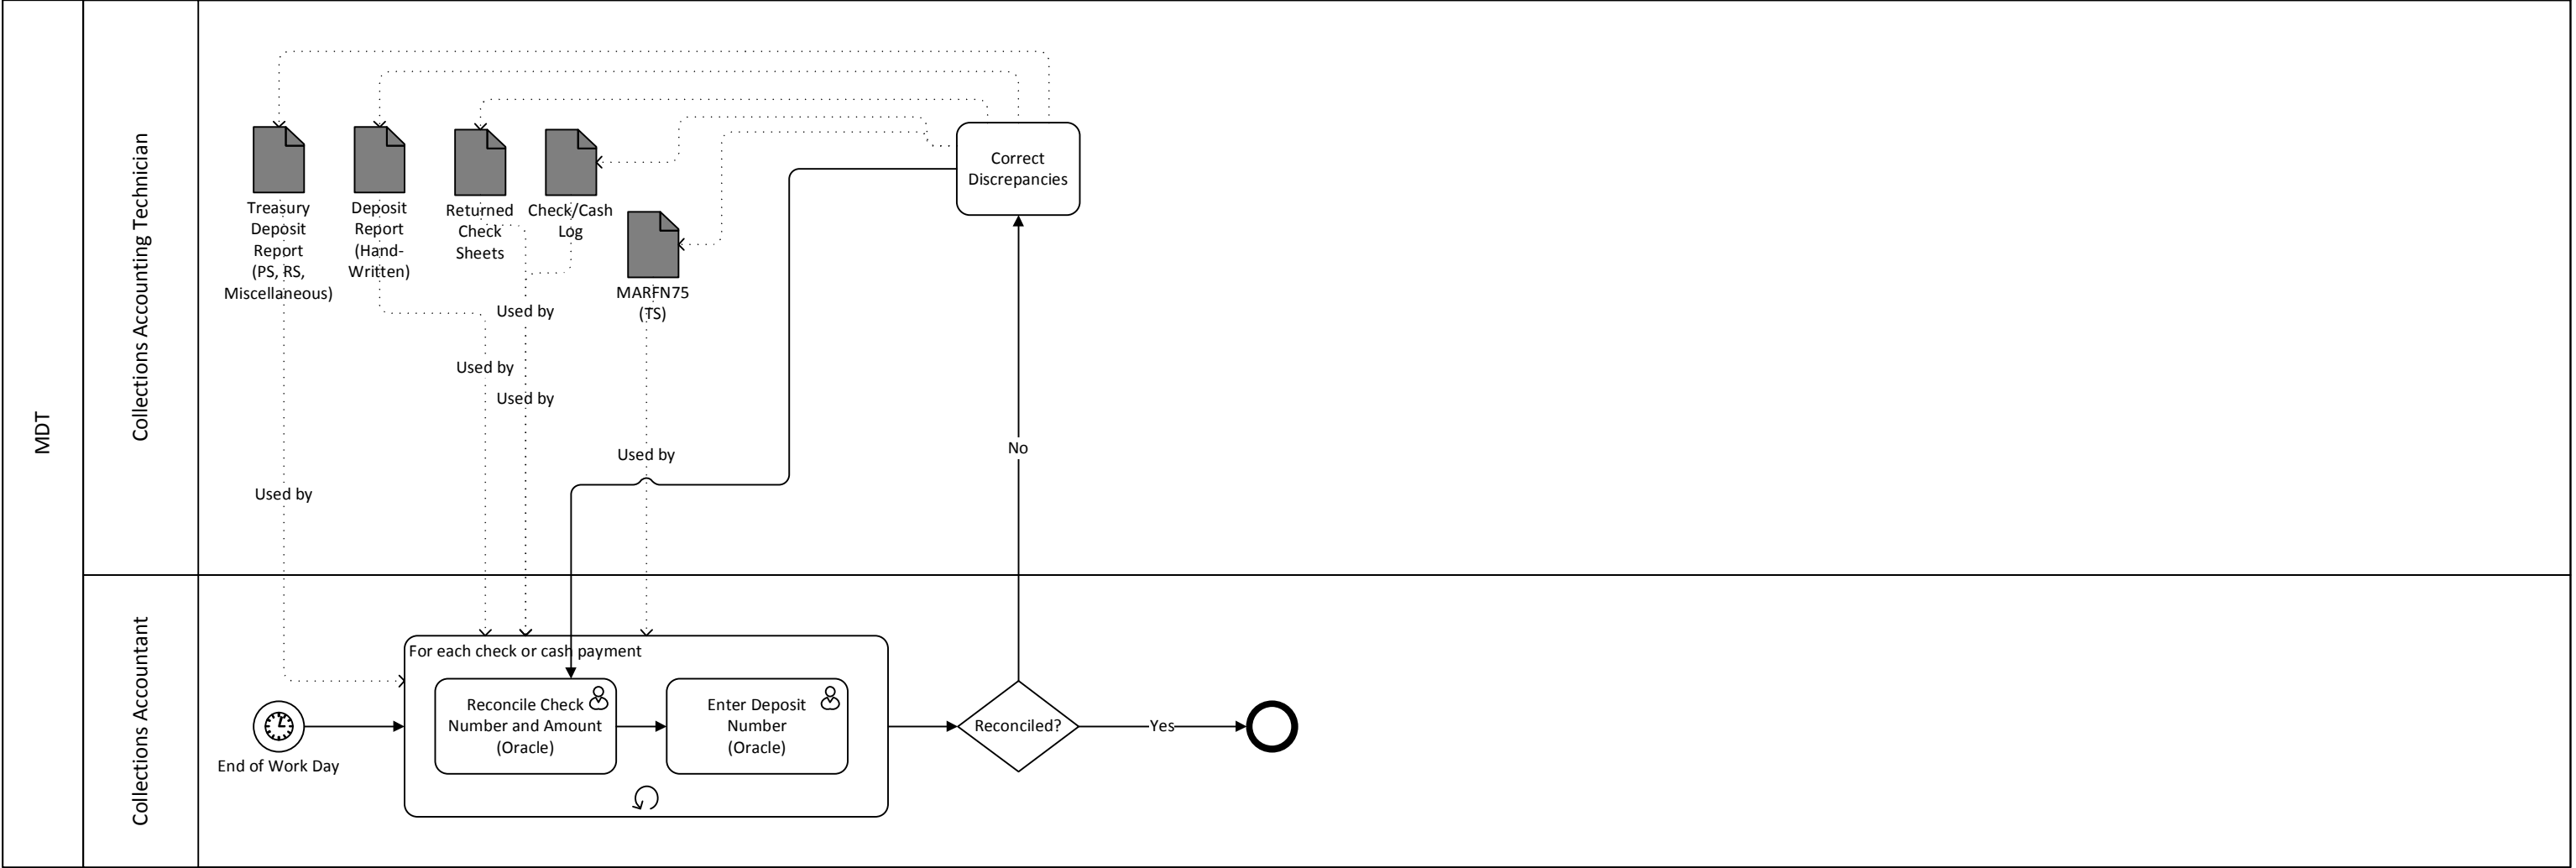 MDT
Collections Accounting Technician
Treasury
Deposit
Report
(PS, RS,
Miscellaneous)
Deposit
Report
(Hand-
Written)
Returned
Check
Sheets
Check/Cash
Log
MARFN75
(TS)
Correct
Discrepancies
Used by
Used by
Used by
Used by
Used by
No
Collections Accountant
End of Work Day
For each check or cash payment
Reconcile Check
Number and Amount
(Oracle)
Enter Deposit
Number
(Oracle)
Reconciled?
Yes